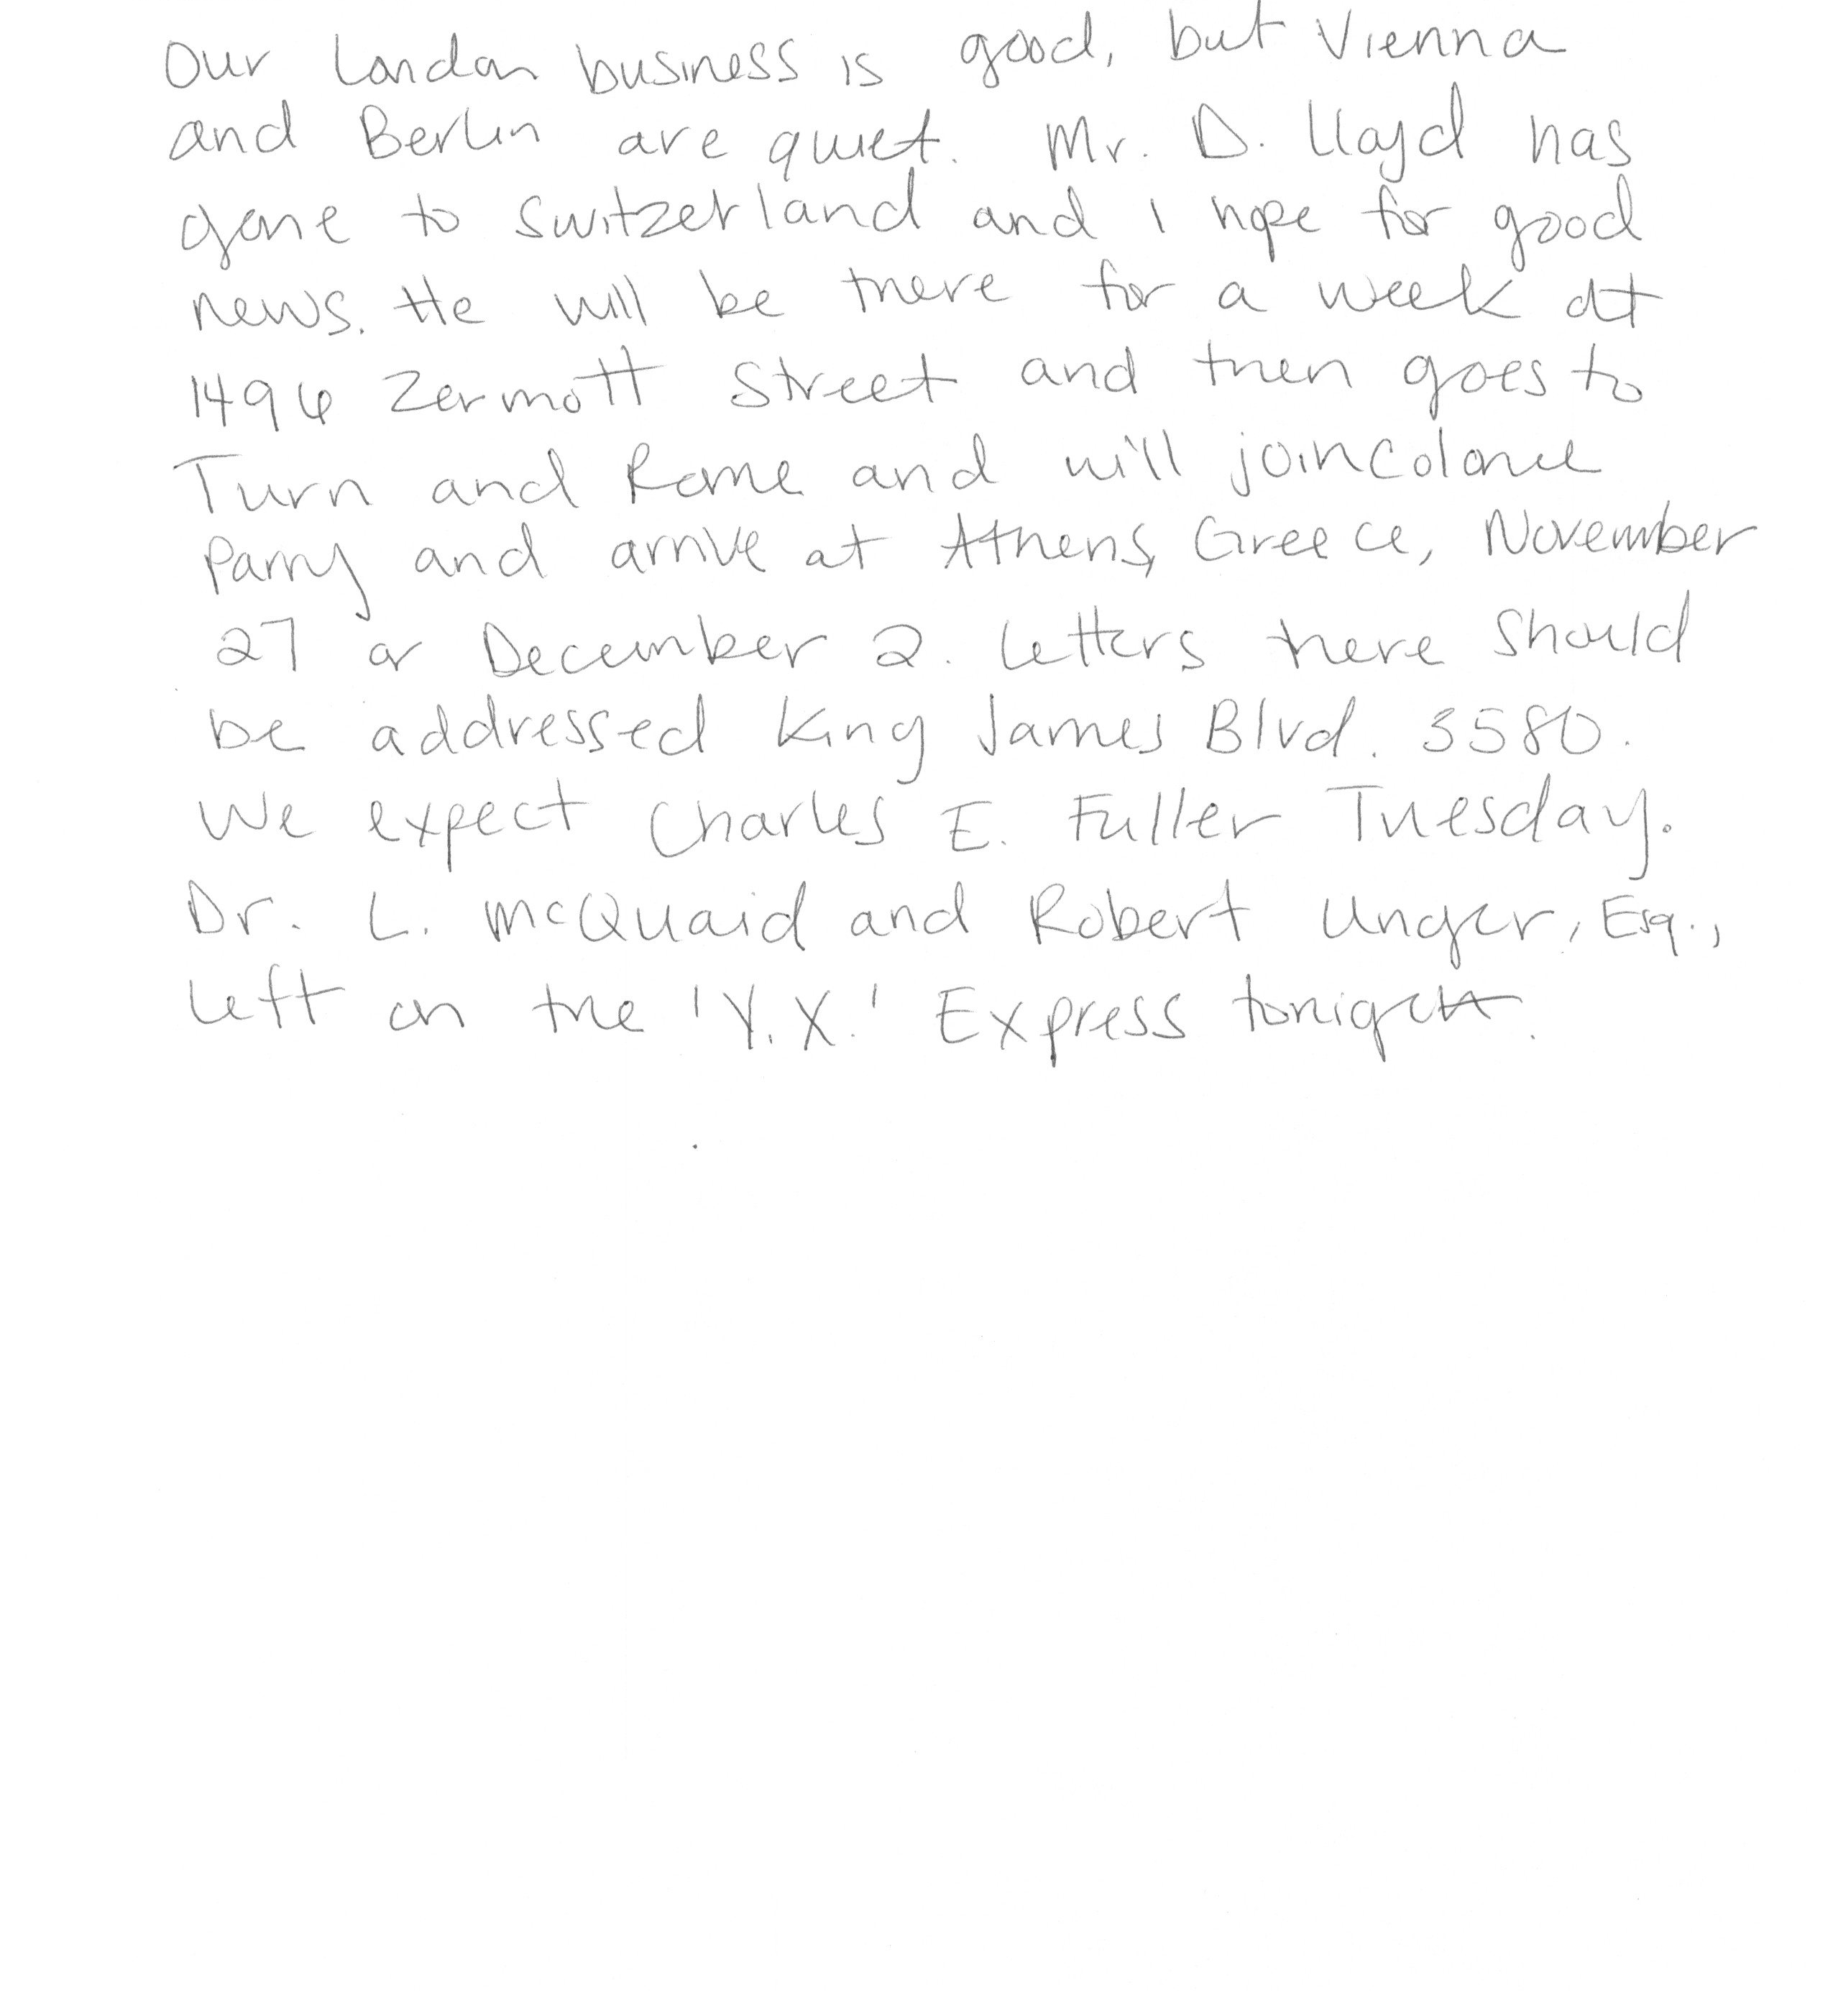 Our London business is good, but Vienna
and Berlin are quiet. Mr. D. Lloyd has
gone to Switzerland and I hope for good
news. He will be there for a week at
1496 Zermott Street and then goes to
Turn and Rome and will join Colonel
Parry and arrive at Athens, Greece, November
27 or December 2. Letters there should
be addressed King James Blvd. 3580.
We expect Charles E. Fuller Tuesday.
Dr. L. McQuaid and Robert Unger, Esq.,
left on the 'Y.X.' Express tonight.